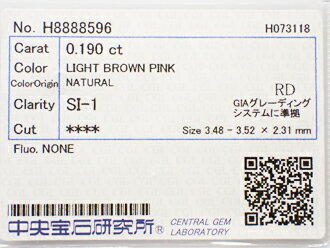 No. H8888596 H073118
Carat 0.190 ct
Color LIGHT BROWN PINK
ColorOrigin NATURAL
Clarity SI-1
RD
GIAグレーディング
システムに準拠
Cut ****
Size 3.48 - 3.52 × 2.31 mm
Fluo. NONE
中央宝石研究所®
CENTRAL GEM
LABORATORY